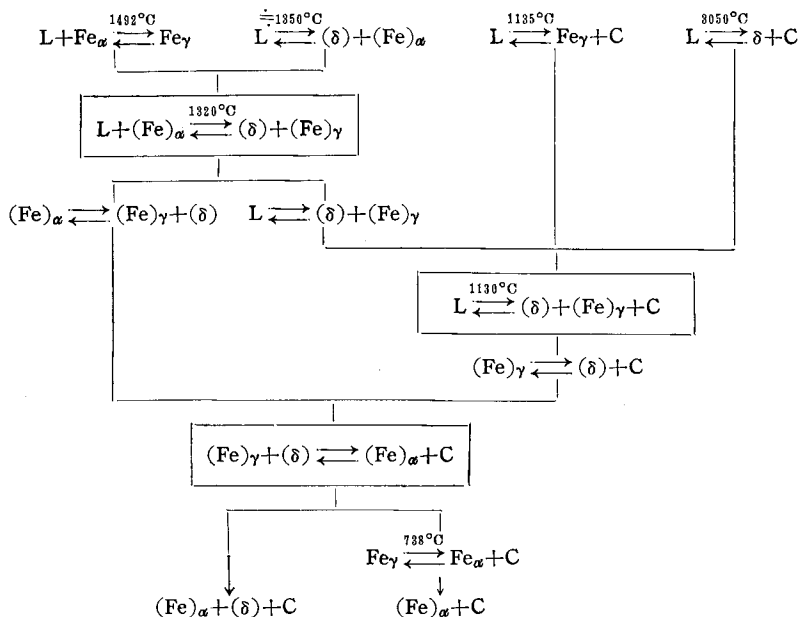 L+Feα ⇌ 1492°C Feγ
L ⇌ ≒1350°C (δ)+(Fe)α
L ⇌ 1135°C Feγ+C
L ⇌ 3050°C δ+C
L+(Fe)α ⇌ 1320°C (δ)+(Fe)γ
(Fe)α ⇌ (Fe)γ+(δ)
L ⇌ (δ)+(Fe)γ
L ⇌ 1130°C (δ)+(Fe)γ+C
(Fe)γ ⇌ (δ)+C
(Fe)γ+(δ) ⇌ (Fe)α+C
Feγ ⇌ 738°C Feα+C
(Fe)α+(δ)+C
(Fe)α+C